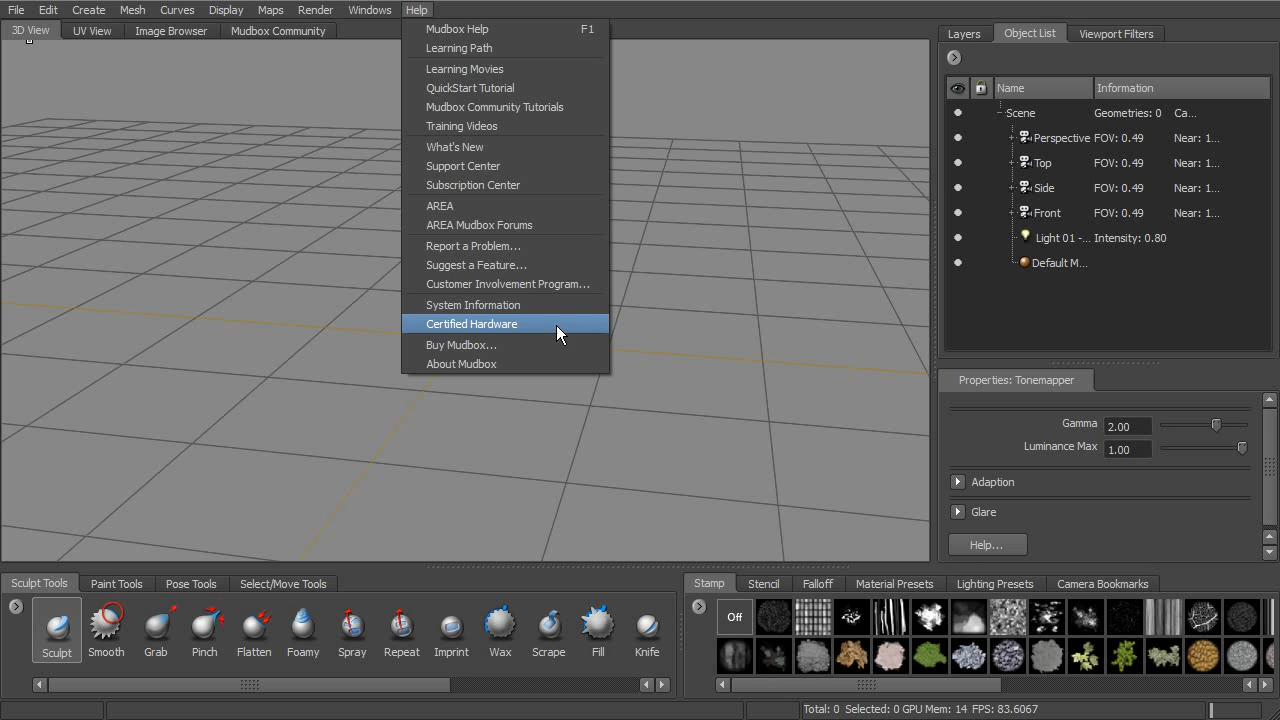 File Edit Create Mesh Curves Display Maps Render Windows Help
3D View UV View Image Browser Mudbox Community
Mudbox Help F1
Learning Path
Learning Movies
QuickStart Tutorial
Mudbox Community Tutorials
Training Videos
What's New
Support Center
Subscription Center
AREA
AREA Mudbox Forums
Report a Problem...
Suggest a Feature...
Customer Involvement Program...
System Information
Certified Hardware
Buy Mudbox...
About Mudbox
Layers Object List Viewport Filters
Name Information
Scene Geometries: 0 Ca...
Perspective FOV: 0.49 Near: 1...
Top FOV: 0.49 Near: 1...
Side FOV: 0.49 Near: 1...
Front FOV: 0.49 Near: 1...
Light 01 -... Intensity: 0.80
Default M...
Properties: Tonemapper
Gamma 2.00
Luminance Max 1.00
Adaption
Glare
Help...
Sculpt Tools Paint Tools Pose Tools Select/Move Tools
Sculpt Smooth Grab Pinch Flatten Foamy Spray Repeat Imprint Wax Scrape Fill Knife
Stamp Stencil Falloff Material Presets Lighting Presets Camera Bookmarks
Off
Total: 0 Selected: 0 GPU Mem: 14 FPS: 83.6067